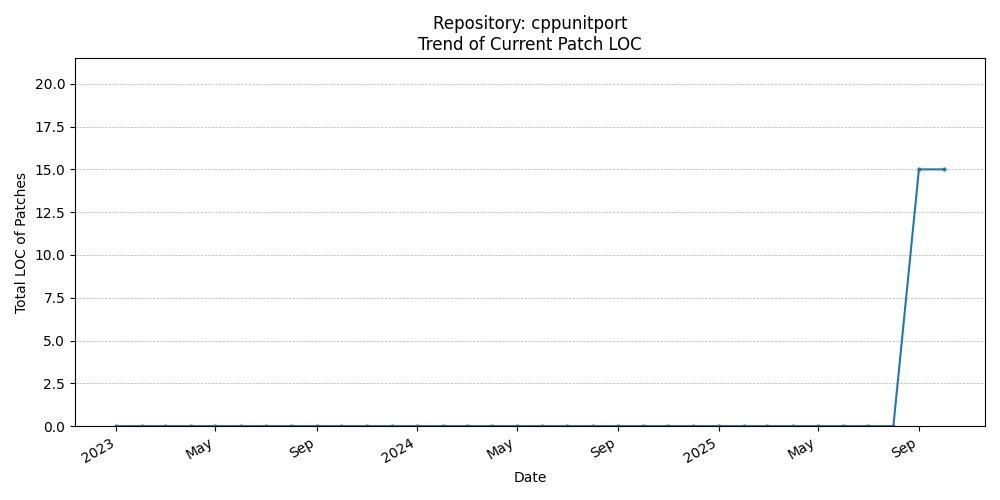 Repository: cppunitport
Trend of Current Patch LOC
Total LOC of Patches
20.0
17.5
15.0
12.5
10.0
7.5
5.0
2.5
0.0
2023 May Sep 2024 May Sep 2025 May Sep
Date